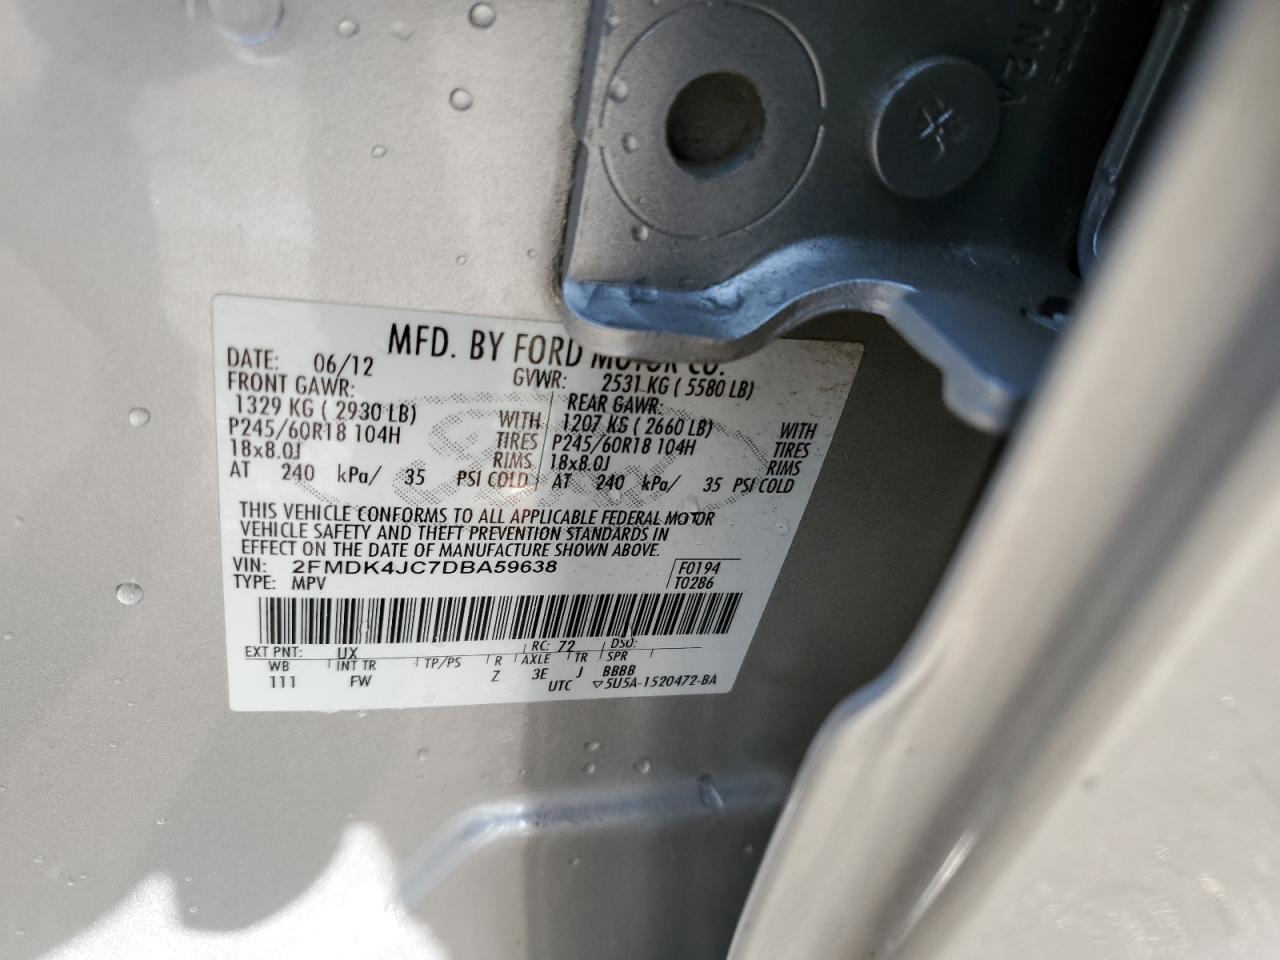 MFD. BY FORD MOTOR CO.
DATE: 06/12 GVWR: 2531 KG ( 5580 LB)
FRONT GAWR: REAR GAWR:
1329 KG ( 2930 LB) WITH 1207 KG ( 2660 LB) WITH
P245/60R18 104H TIRES P245/60R18 104H TIRES
18x8.0J RIMS 18x8.0J RIMS
AT 240 kPa/ 35 PSI COLD AT 240 kPa/ 35 PSI COLD
THIS VEHICLE CONFORMS TO ALL APPLICABLE FEDERAL MOTOR
VEHICLE SAFETY AND THEFT PREVENTION STANDARDS IN
EFFECT ON THE DATE OF MANUFACTURE SHOWN ABOVE.
VIN: 2FMDK4JC7DBA59638 F0194
TYPE: MPV T0286
EXT PNT: UX RC: 72 DSO:
WB INT TR TP/PS R AXLE TR SPR
111 FW Z 3E J BBBB
UTC ▽5U5A-1520472-BA